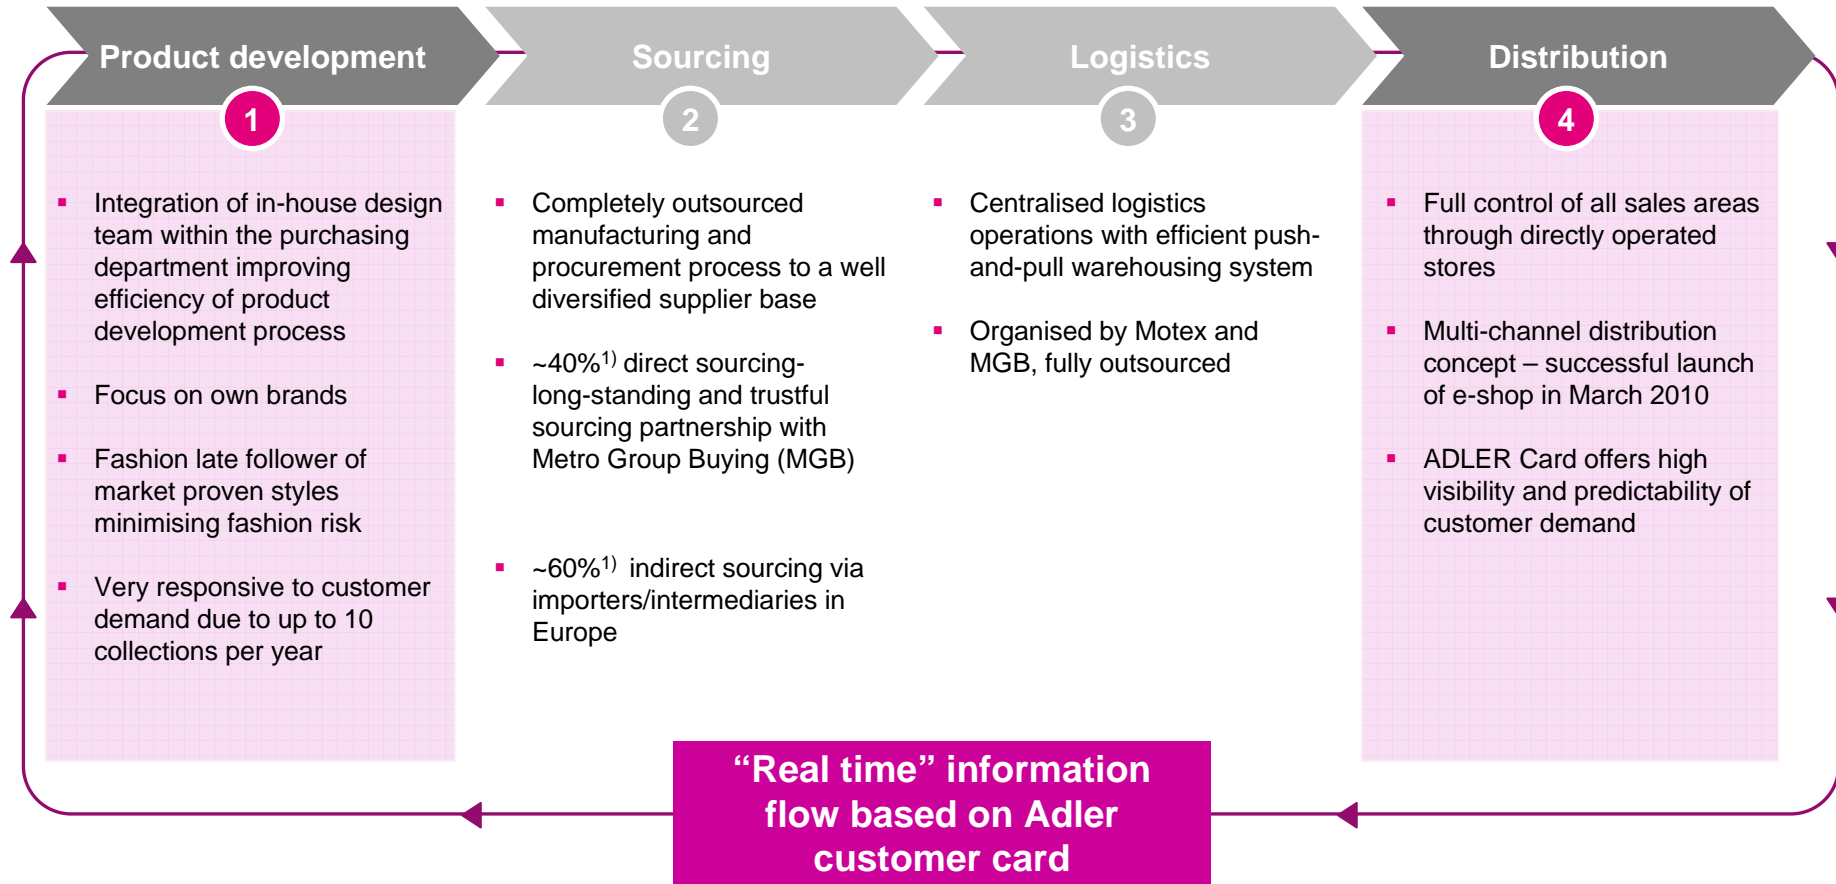 Product development
1
Integration of in-house design
team within the purchasing
department improving
efficiency of product
development process
Focus on own brands
Fashion late follower of
market proven styles
minimising fashion risk
Very responsive to customer
demand due to up to 10
collections per year
Sourcing
2
Completely outsourced
manufacturing and
procurement process to a well
diversified supplier base
~40%1) direct sourcing-
long-standing and trustful
sourcing partnership with
Metro Group Buying (MGB)
~60%1) indirect sourcing via
importers/intermediaries in
Europe
Logistics
3
Centralised logistics
operations with efficient push-
and-pull warehousing system
Organised by Motex and
MGB, fully outsourced
Distribution
4
Full control of all sales areas
through directly operated
stores
Multi-channel distribution
concept – successful launch
of e-shop in March 2010
ADLER Card offers high
visibility and predictability of
customer demand
“Real time” information
flow based on Adler
customer card